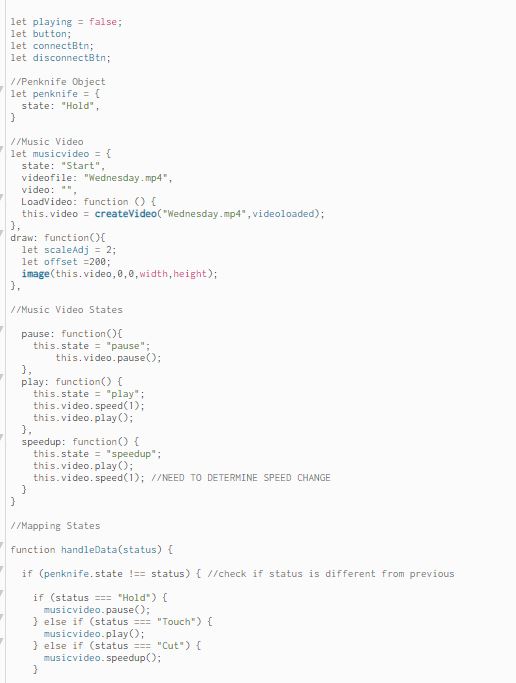 let playing = false;
let button;
let connectBtn;
let disconnectBtn;
//Penknife Object
let penknife = {
state: "Hold",
}
//Music Video
let musicvideo = {
state: "Start",
videofile: "Wednesday.mp4",
video: "",
LoadVideo: function () {
this.video = createVideo("Wednesday.mp4",videoloaded);
},
draw: function(){
let scaleAdj = 2;
let offset =200;
image(this.video,0,0,width,height);
},
//Music Video States
pause: function(){
this.state = "pause";
this.video.pause();
},
play: function() {
this.state = "play";
this.video.speed(1);
this.video.play();
},
speedup: function() {
this.state = "speedup";
this.video.play();
this.video.speed(1); //NEED TO DETERMINE SPEED CHANGE
}
}
//Mapping States
function handleData(status) {
if (penknife.state !== status) { //check if status is different from previous
if (status === "Hold") {
musicvideo.pause();
} else if (status === "Touch") {
musicvideo.play();
} else if (status === "Cut") {
musicvideo.speedup();
}